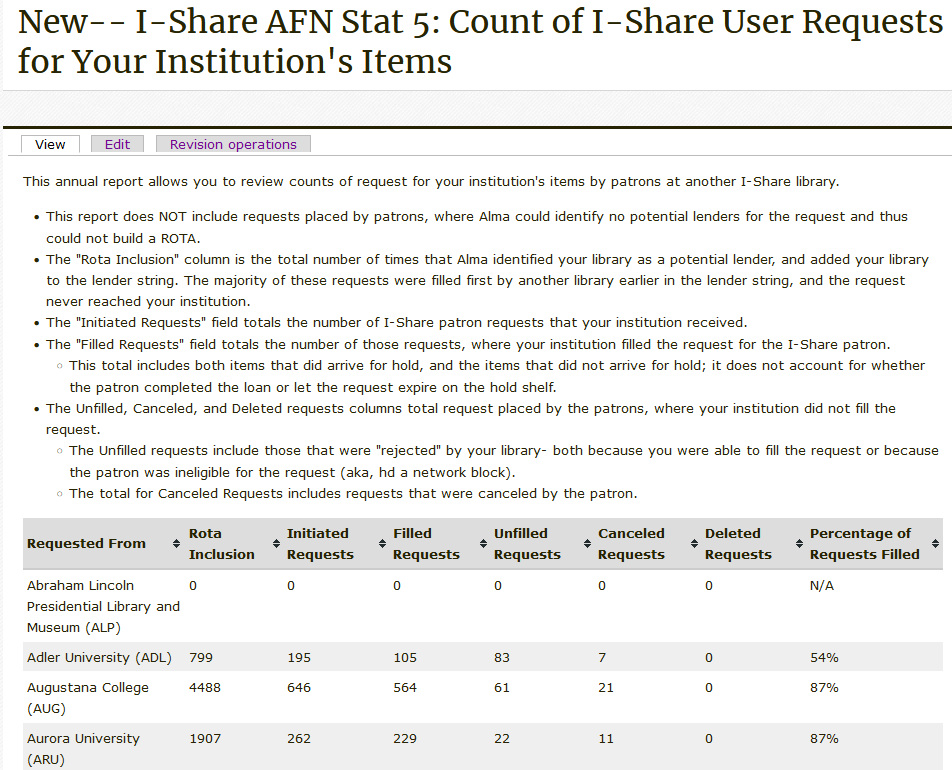 New-- I-Share AFN Stat 5: Count of I-Share User Requests
for Your Institution's Items
View Edit Revision operations
This annual report allows you to review counts of request for your institution's items by patrons at another I-Share library.
• This report does NOT include requests placed by patrons, where Alma could identify no potential lenders for the request and thus
could not build a ROTA.
• The "Rota Inclusion" column is the total number of times that Alma identified your library as a potential lender, and added your library
to the lender string. The majority of these requests were filled first by another library earlier in the lender string, and the request
never reached your institution.
• The "Initiated Requests" field totals the number of I-Share patron requests that your institution received.
• The "Filled Requests" field totals the number of those requests, where your institution filled the request for the I-Share patron.
◦ This total includes both items that did arrive for hold, and the items that did not arrive for hold; it does not account for whether
the patron completed the loan or let the request expire on the hold shelf.
• The Unfilled, Canceled, and Deleted requests columns total request placed by the patrons, where your institution did not fill the
request.
◦ The Unfilled requests include those that were "rejected" by your library- both because you were able to fill the request or because
the patron was ineligible for the request (aka, hd a network block).
◦ The total for Canceled Requests includes requests that were canceled by the patron.
Requested From Rota Inclusion Initiated Requests Filled Requests Unfilled Requests Canceled Requests Deleted Requests Percentage of Requests Filled
Abraham Lincoln 0 0 0 0 0 0 N/A
Presidential Library and
Museum (ALP)
Adler University (ADL) 799 195 105 83 7 0 54%
Augustana College 4488 646 564 61 21 0 87%
(AUG)
Aurora University 1907 262 229 22 11 0 87%
(ARU)